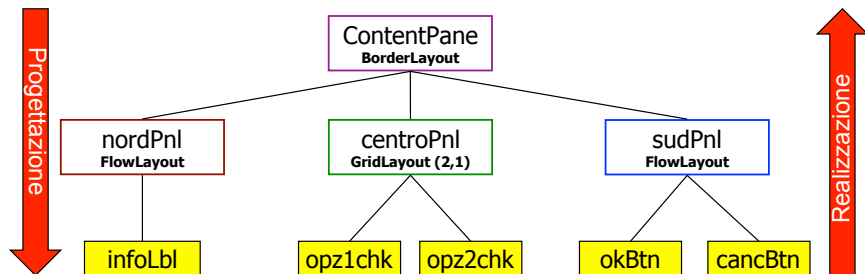 Progettazione
ContentPane
BorderLayout
Realizzazione
nordPnl
FlowLayout
centroPnl
GridLayout (2,1)
sudPnl
FlowLayout
infoLbl
opz1chk
opz2chk
okBtn
cancBtn